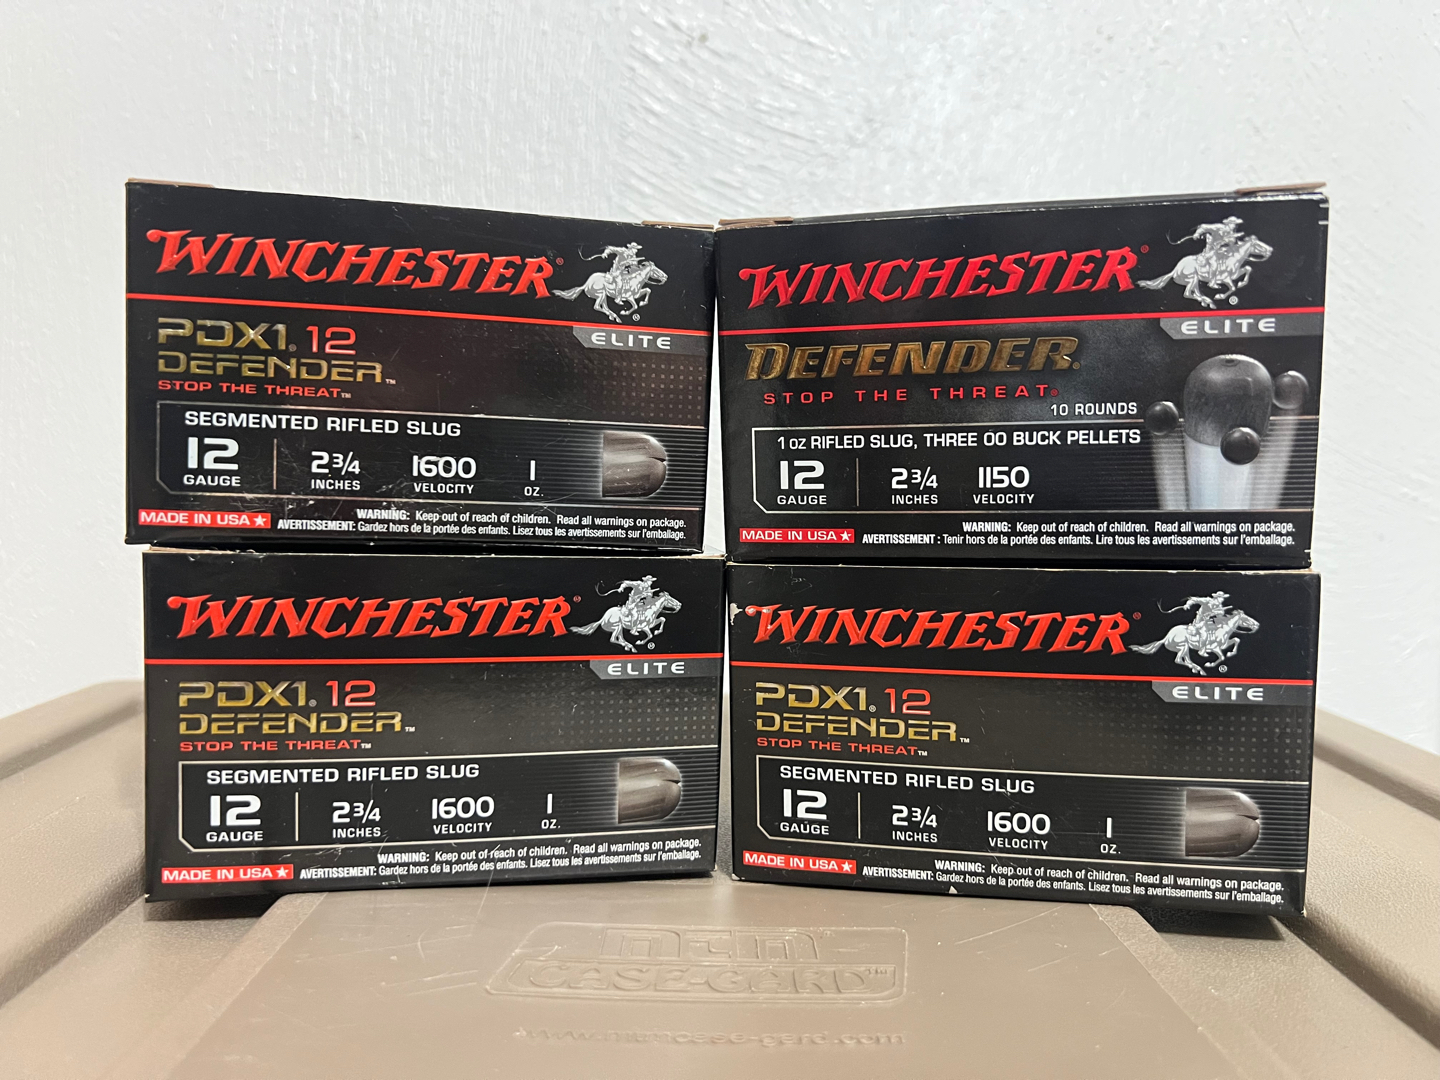 WINCHESTER®
ELITE
PDX1® 12
DEFENDER™
STOP THE THREAT™
SEGMENTED RIFLED SLUG
12 GAUGE 2 3/4 INCHES 1600 VELOCITY 1 OZ.
MADE IN USA ★
WARNING: Keep out of reach of children. Read all warnings on package.
AVERTISSEMENT: Gardez hors de la portée des enfants. Lisez tous les avertissements sur l'emballage.
WINCHESTER®
ELITE
DEFENDER®
STOP THE THREAT®
10 ROUNDS
1 oz RIFLED SLUG, THREE 00 BUCK PELLETS
12 GAUGE 2 3/4 INCHES 1150 VELOCITY
MADE IN USA ★
WARNING: Keep out of reach of children. Read all warnings on package.
AVERTISSEMENT : Tenir hors de la portée des enfants. Lire tous les avertissements sur l'emballage.
WINCHESTER®
ELITE
PDX1® 12
DEFENDER™
STOP THE THREAT™
SEGMENTED RIFLED SLUG
12 GAUGE 2 3/4 INCHES 1600 VELOCITY 1 OZ.
MADE IN USA ★
WARNING: Keep out of reach of children. Read all warnings on package.
AVERTISSEMENT: Gardez hors de la portée des enfants. Lisez tous les avertissements sur l'emballage.
WINCHESTER®
ELITE
PDX1® 12
DEFENDER™
STOP THE THREAT™
SEGMENTED RIFLED SLUG
12 GAUGE 2 3/4 INCHES 1600 VELOCITY 1 OZ.
MADE IN USA ★
WARNING: Keep out of reach of children. Read all warnings on package.
AVERTISSEMENT: Gardez hors de la portée des enfants. Lisez tous les avertissements sur l'emballage.
MTM®
CASE-GARD™
www.mtmcase-gard.com